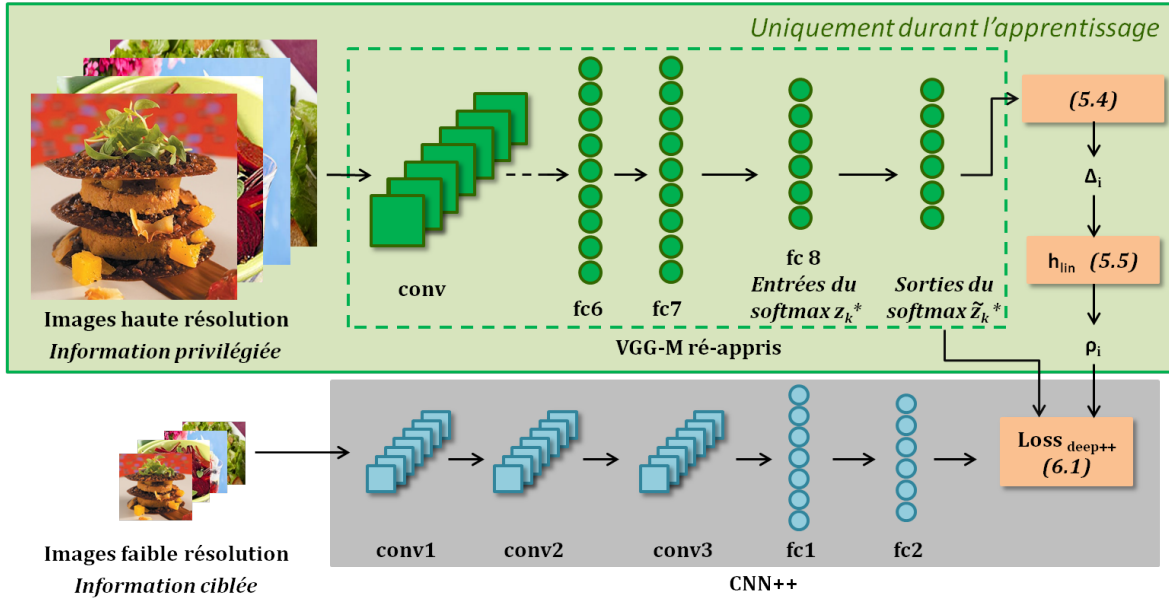 Uniquement durant l'apprentissage
(5.4)
Δi
hlin (5.5)
ρi
conv
fc6
fc7
fc 8
Entrées du
softmax zk*
Sorties du
softmax z̃k*
Images haute résolution
Information privilégiée
VGG-M ré-appris
Loss deep++
(6.1)
conv1
conv2
conv3
fc1
fc2
Images faible résolution
Information ciblée
CNN++